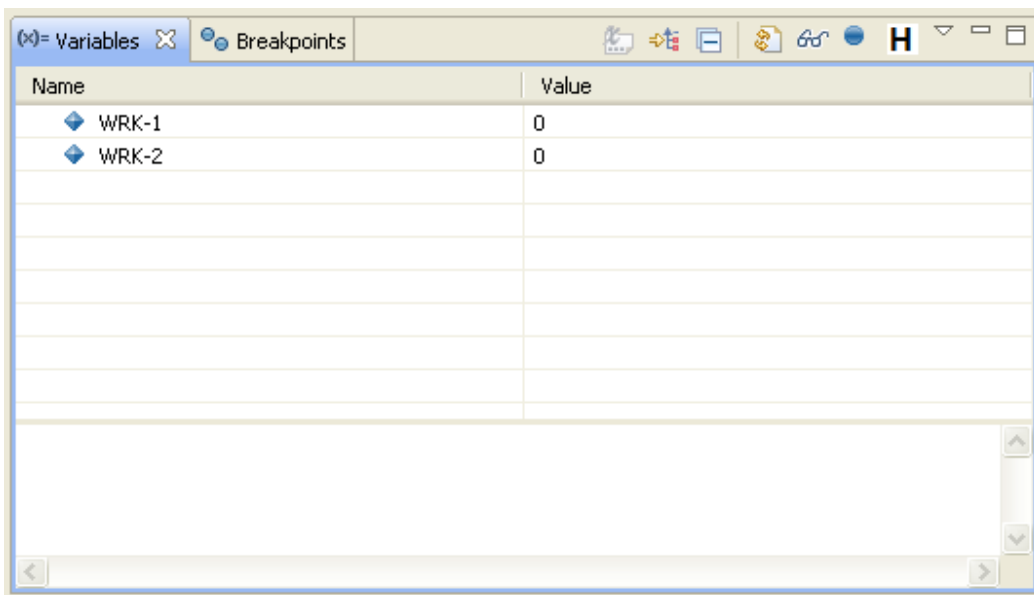 (x)= Variables Breakpoints H
Name Value
WRK-1 0
WRK-2 0